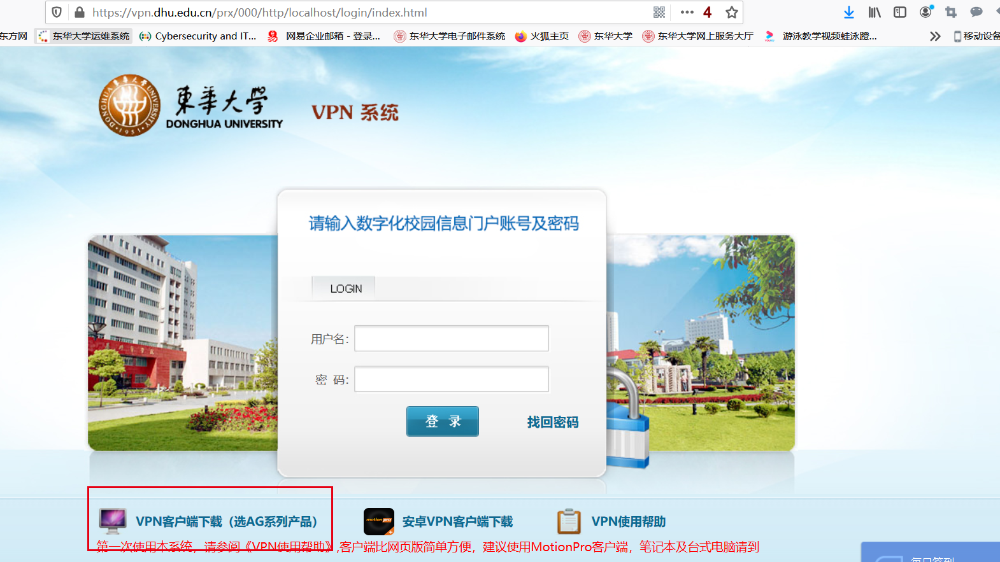 https://vpn.dhu.edu.cn/prx/000/http/localhost/login/index.html
4
东方网 东华大学运维系统 Cybersecurity and IT... 网易企业邮箱 - 登录... 东华大学电子邮件系统 火狐主页 东华大学 东华大学网上服务大厅 游泳教学视频蛙泳蹬... 移动设备
東華大學
DONGHUA UNIVERSITY
VPN 系统
请输入数字化校园信息门户账号及密码
LOGIN
用户名:
密 码:
登 录
找回密码
VPN客户端下载（选AG系列产品）
motion pro
安卓VPN客户端下载
VPN使用帮助
第一次使用本系统，请参阅《VPN使用帮助》,客户端比网页版简单方便，建议使用MotionPro客户端，笔记本及台式电脑请到
每日签到